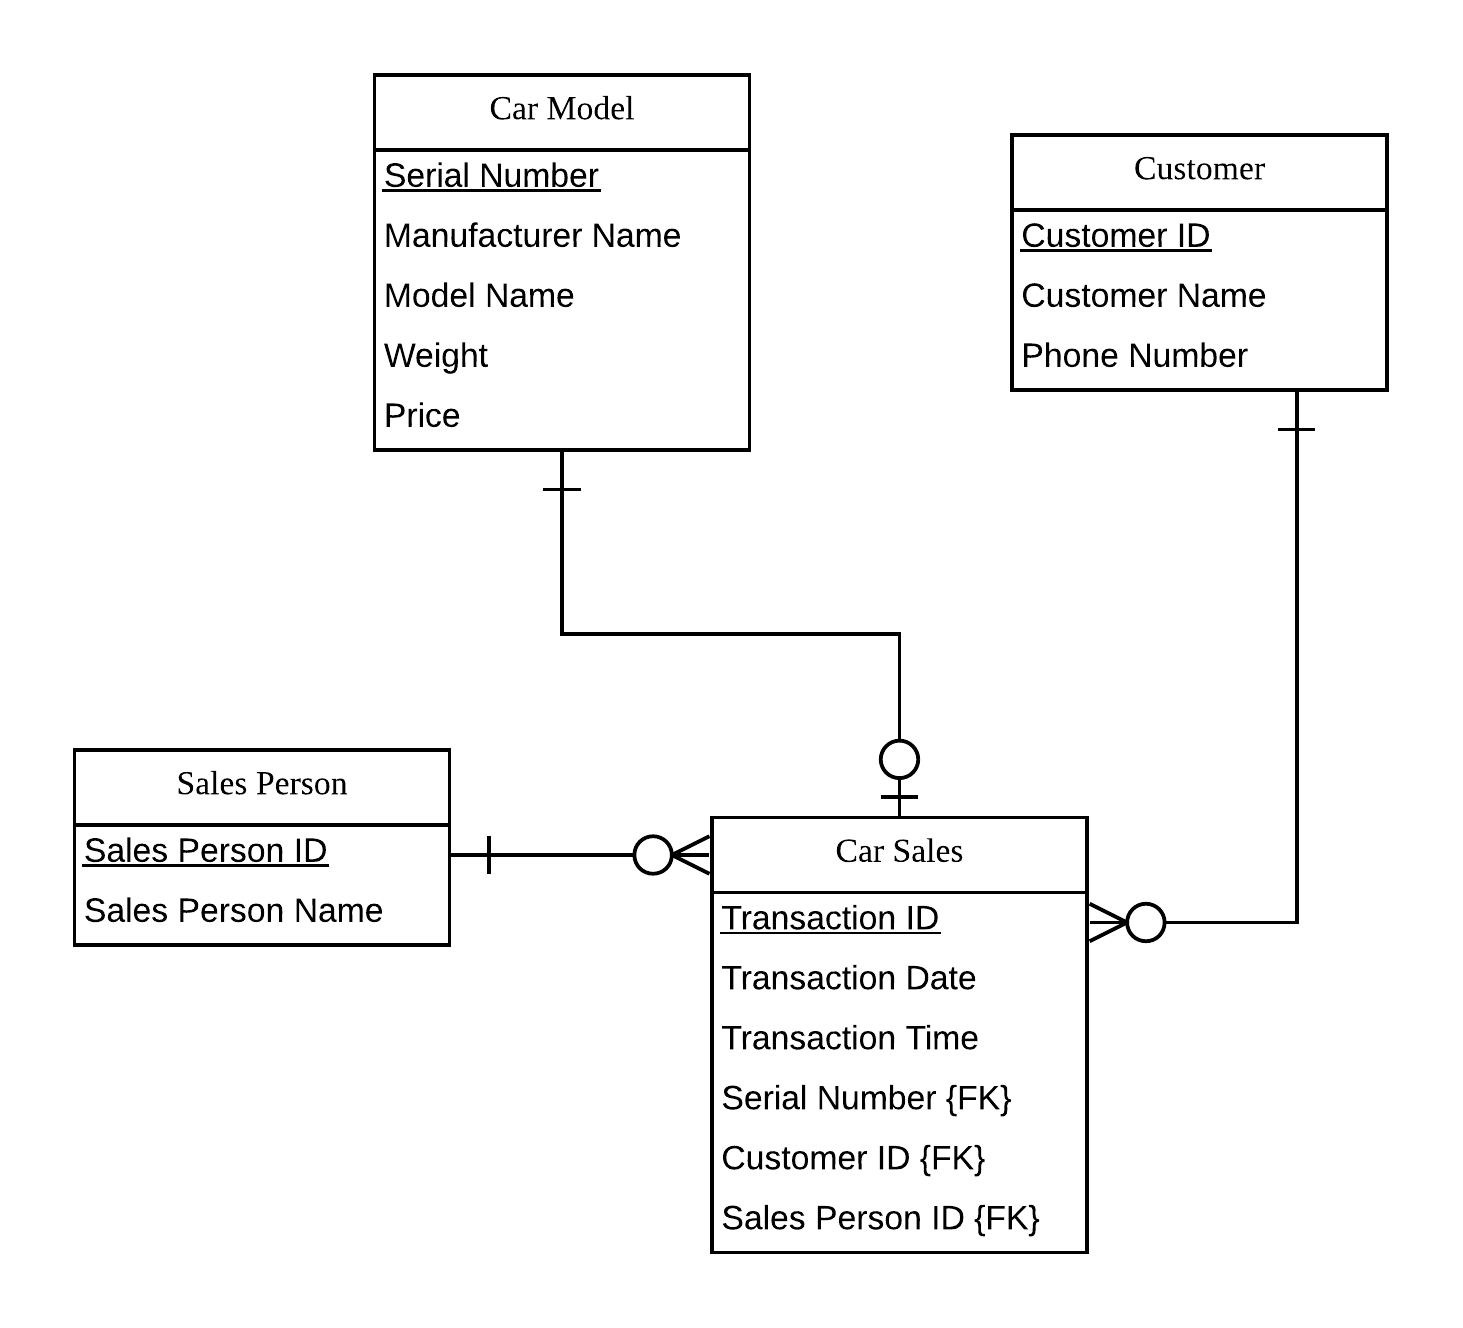 Car Model
Serial Number
Manufacturer Name
Model Name
Weight
Price
Customer
Customer ID
Customer Name
Phone Number
Sales Person
Sales Person ID
Sales Person Name
Car Sales
Transaction ID
Transaction Date
Transaction Time
Serial Number {FK}
Customer ID {FK}
Sales Person ID {FK}